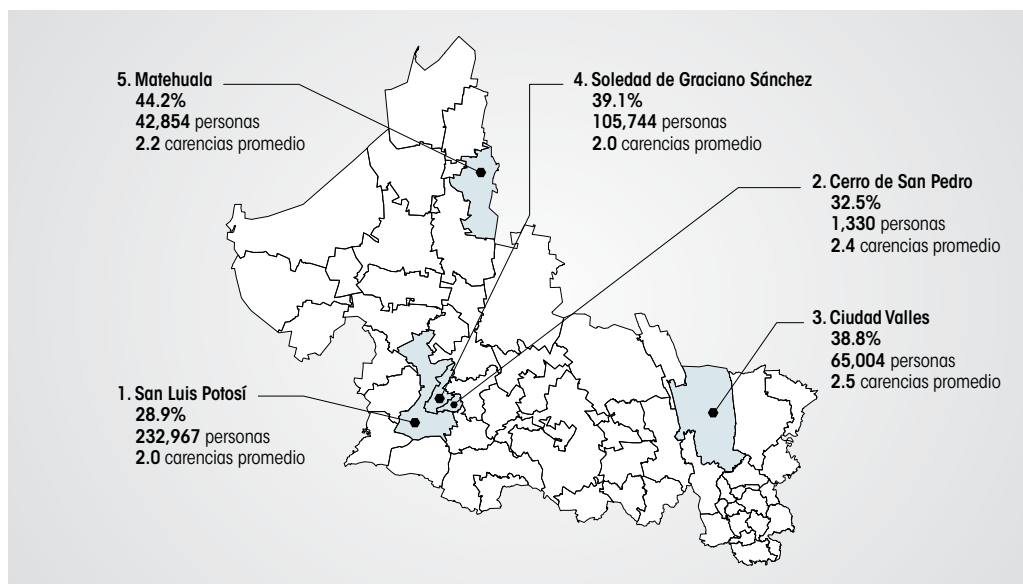 5. Matehuala
44.2%
42,854 personas
2.2 carencias promedio
4. Soledad de Graciano Sánchez
39.1%
105,744 personas
2.0 carencias promedio
2. Cerro de San Pedro
32.5%
1,330 personas
2.4 carencias promedio
3. Ciudad Valles
38.8%
65,004 personas
2.5 carencias promedio
1. San Luis Potosí
28.9%
232,967 personas
2.0 carencias promedio